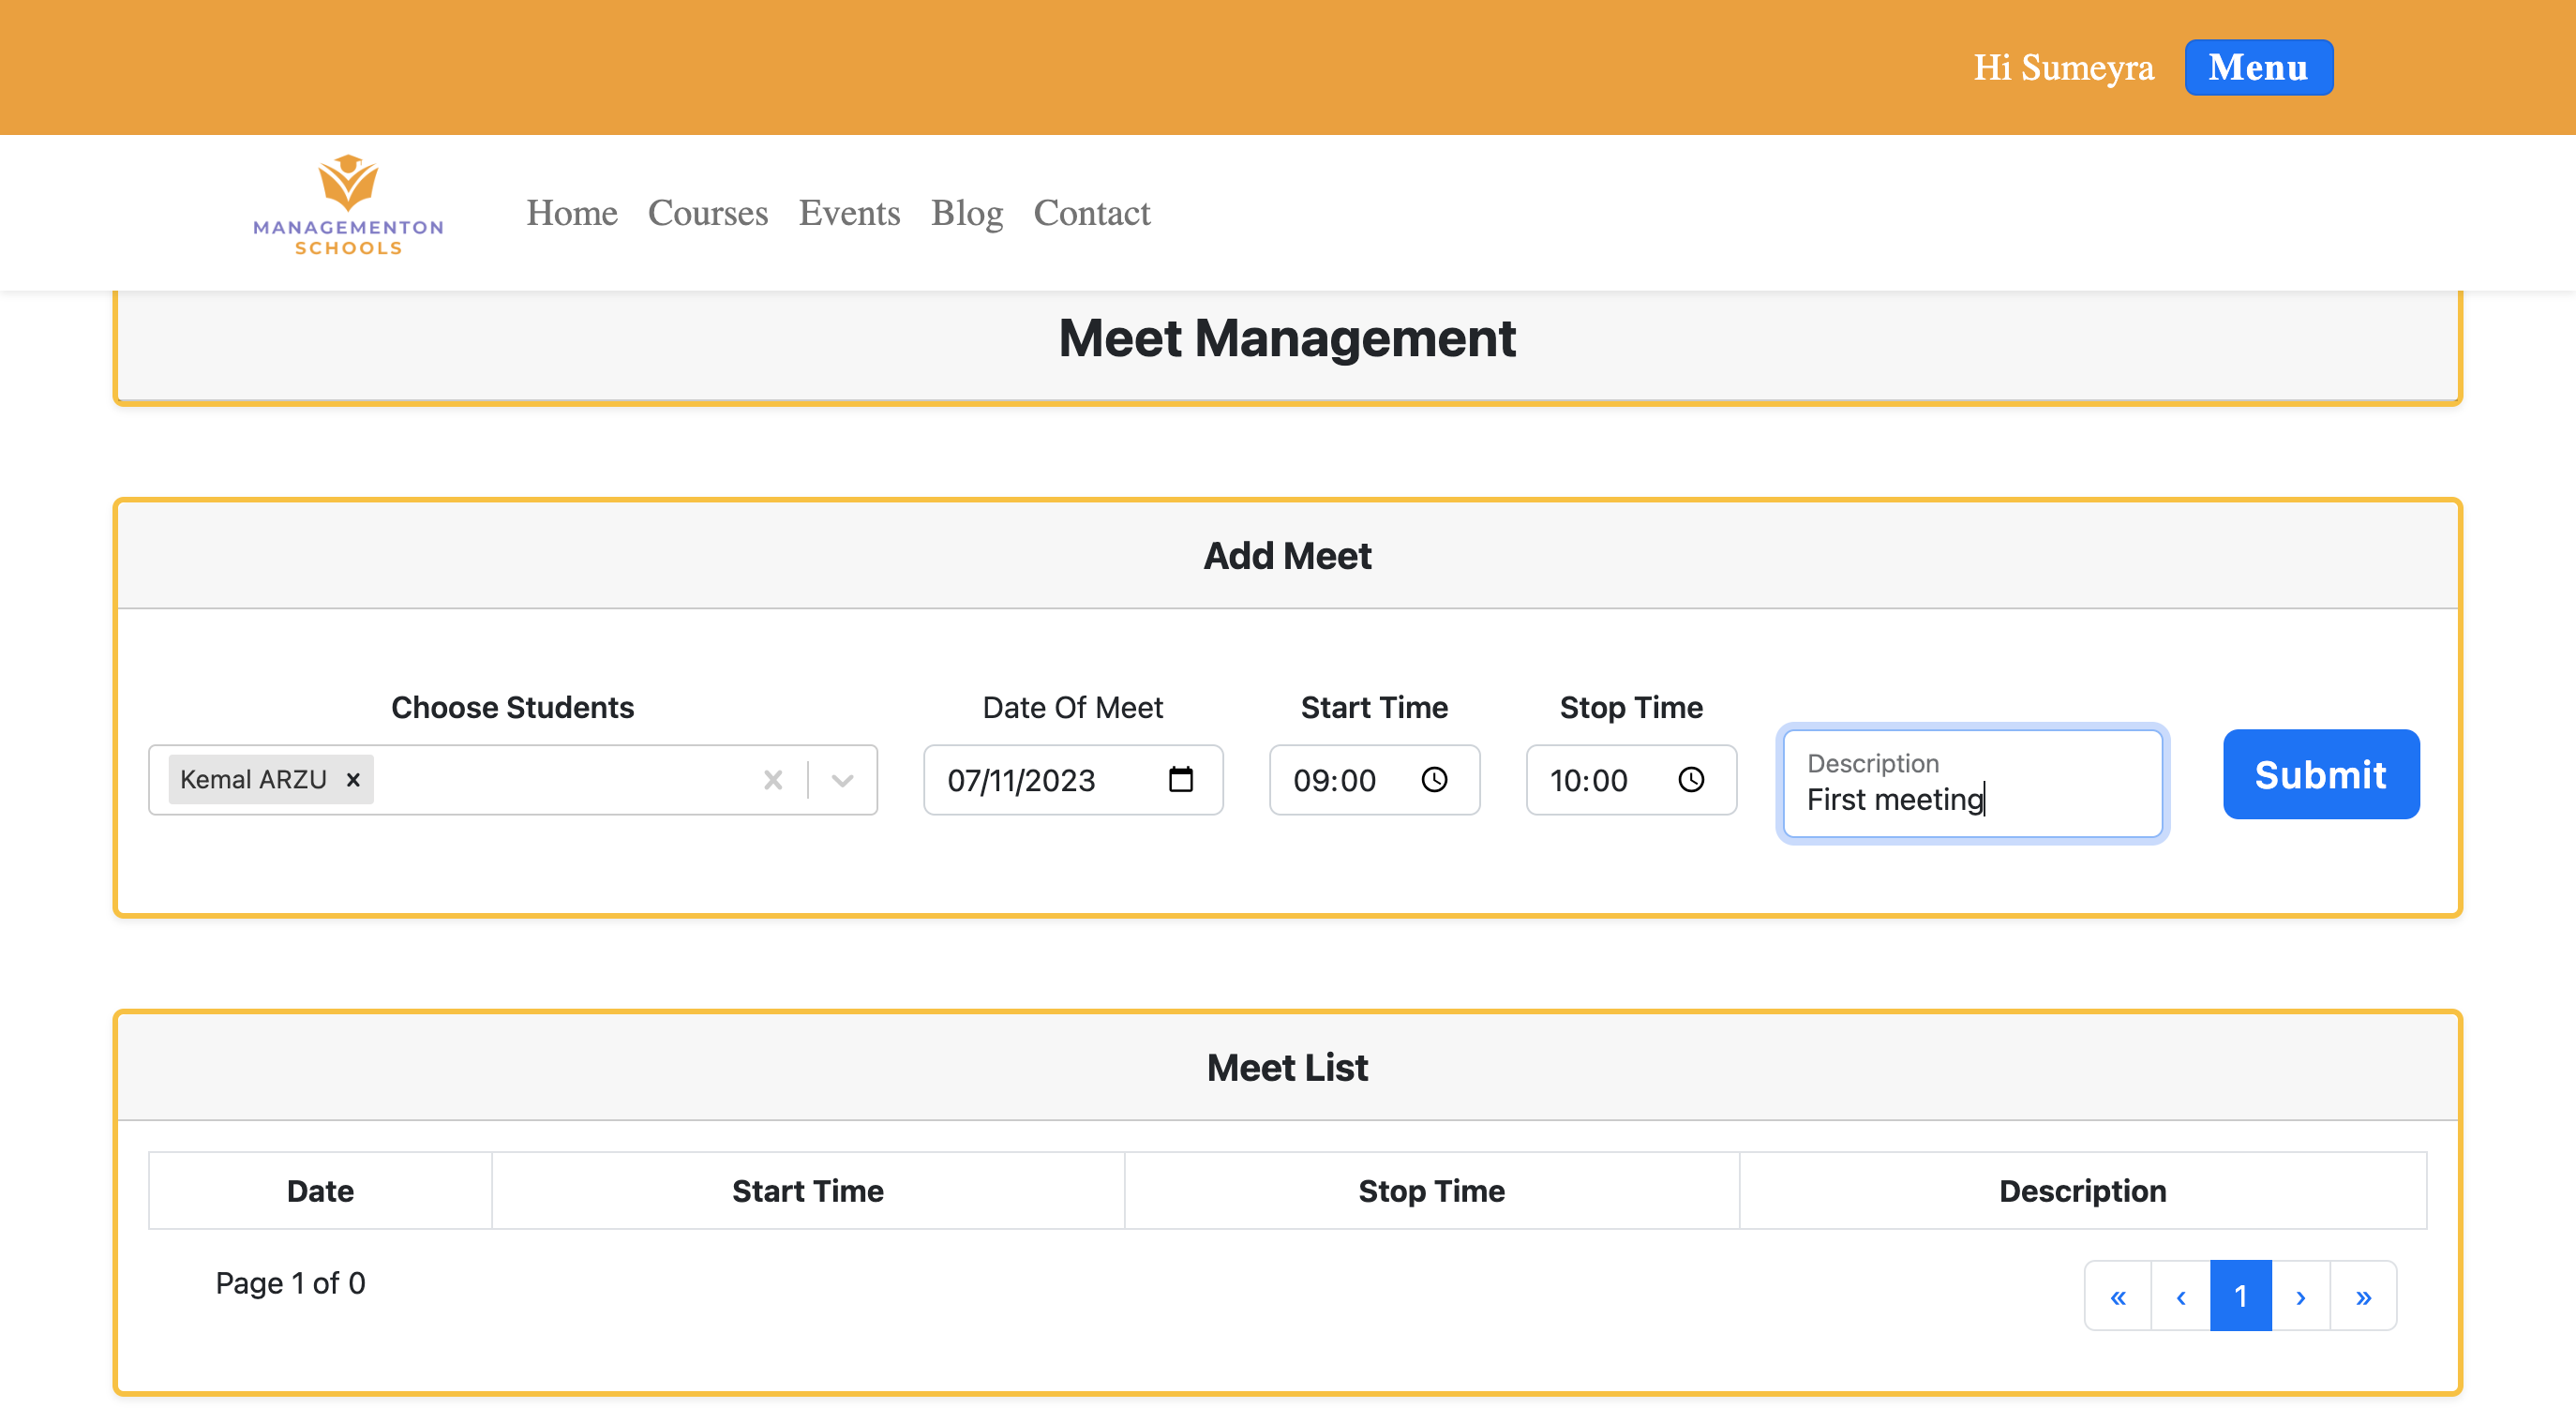 Hi Sumeyra Menu
MANAGEMENTON
SCHOOLS
Home Courses Events Blog Contact
Meet Management
Add Meet
Choose Students Date Of Meet Start Time Stop Time
Kemal ARZU 07/11/2023 09:00 10:00
Description
First meeting
Submit
Meet List
Date Start Time Stop Time Description
Page 1 of 0
« ‹ 1 › »